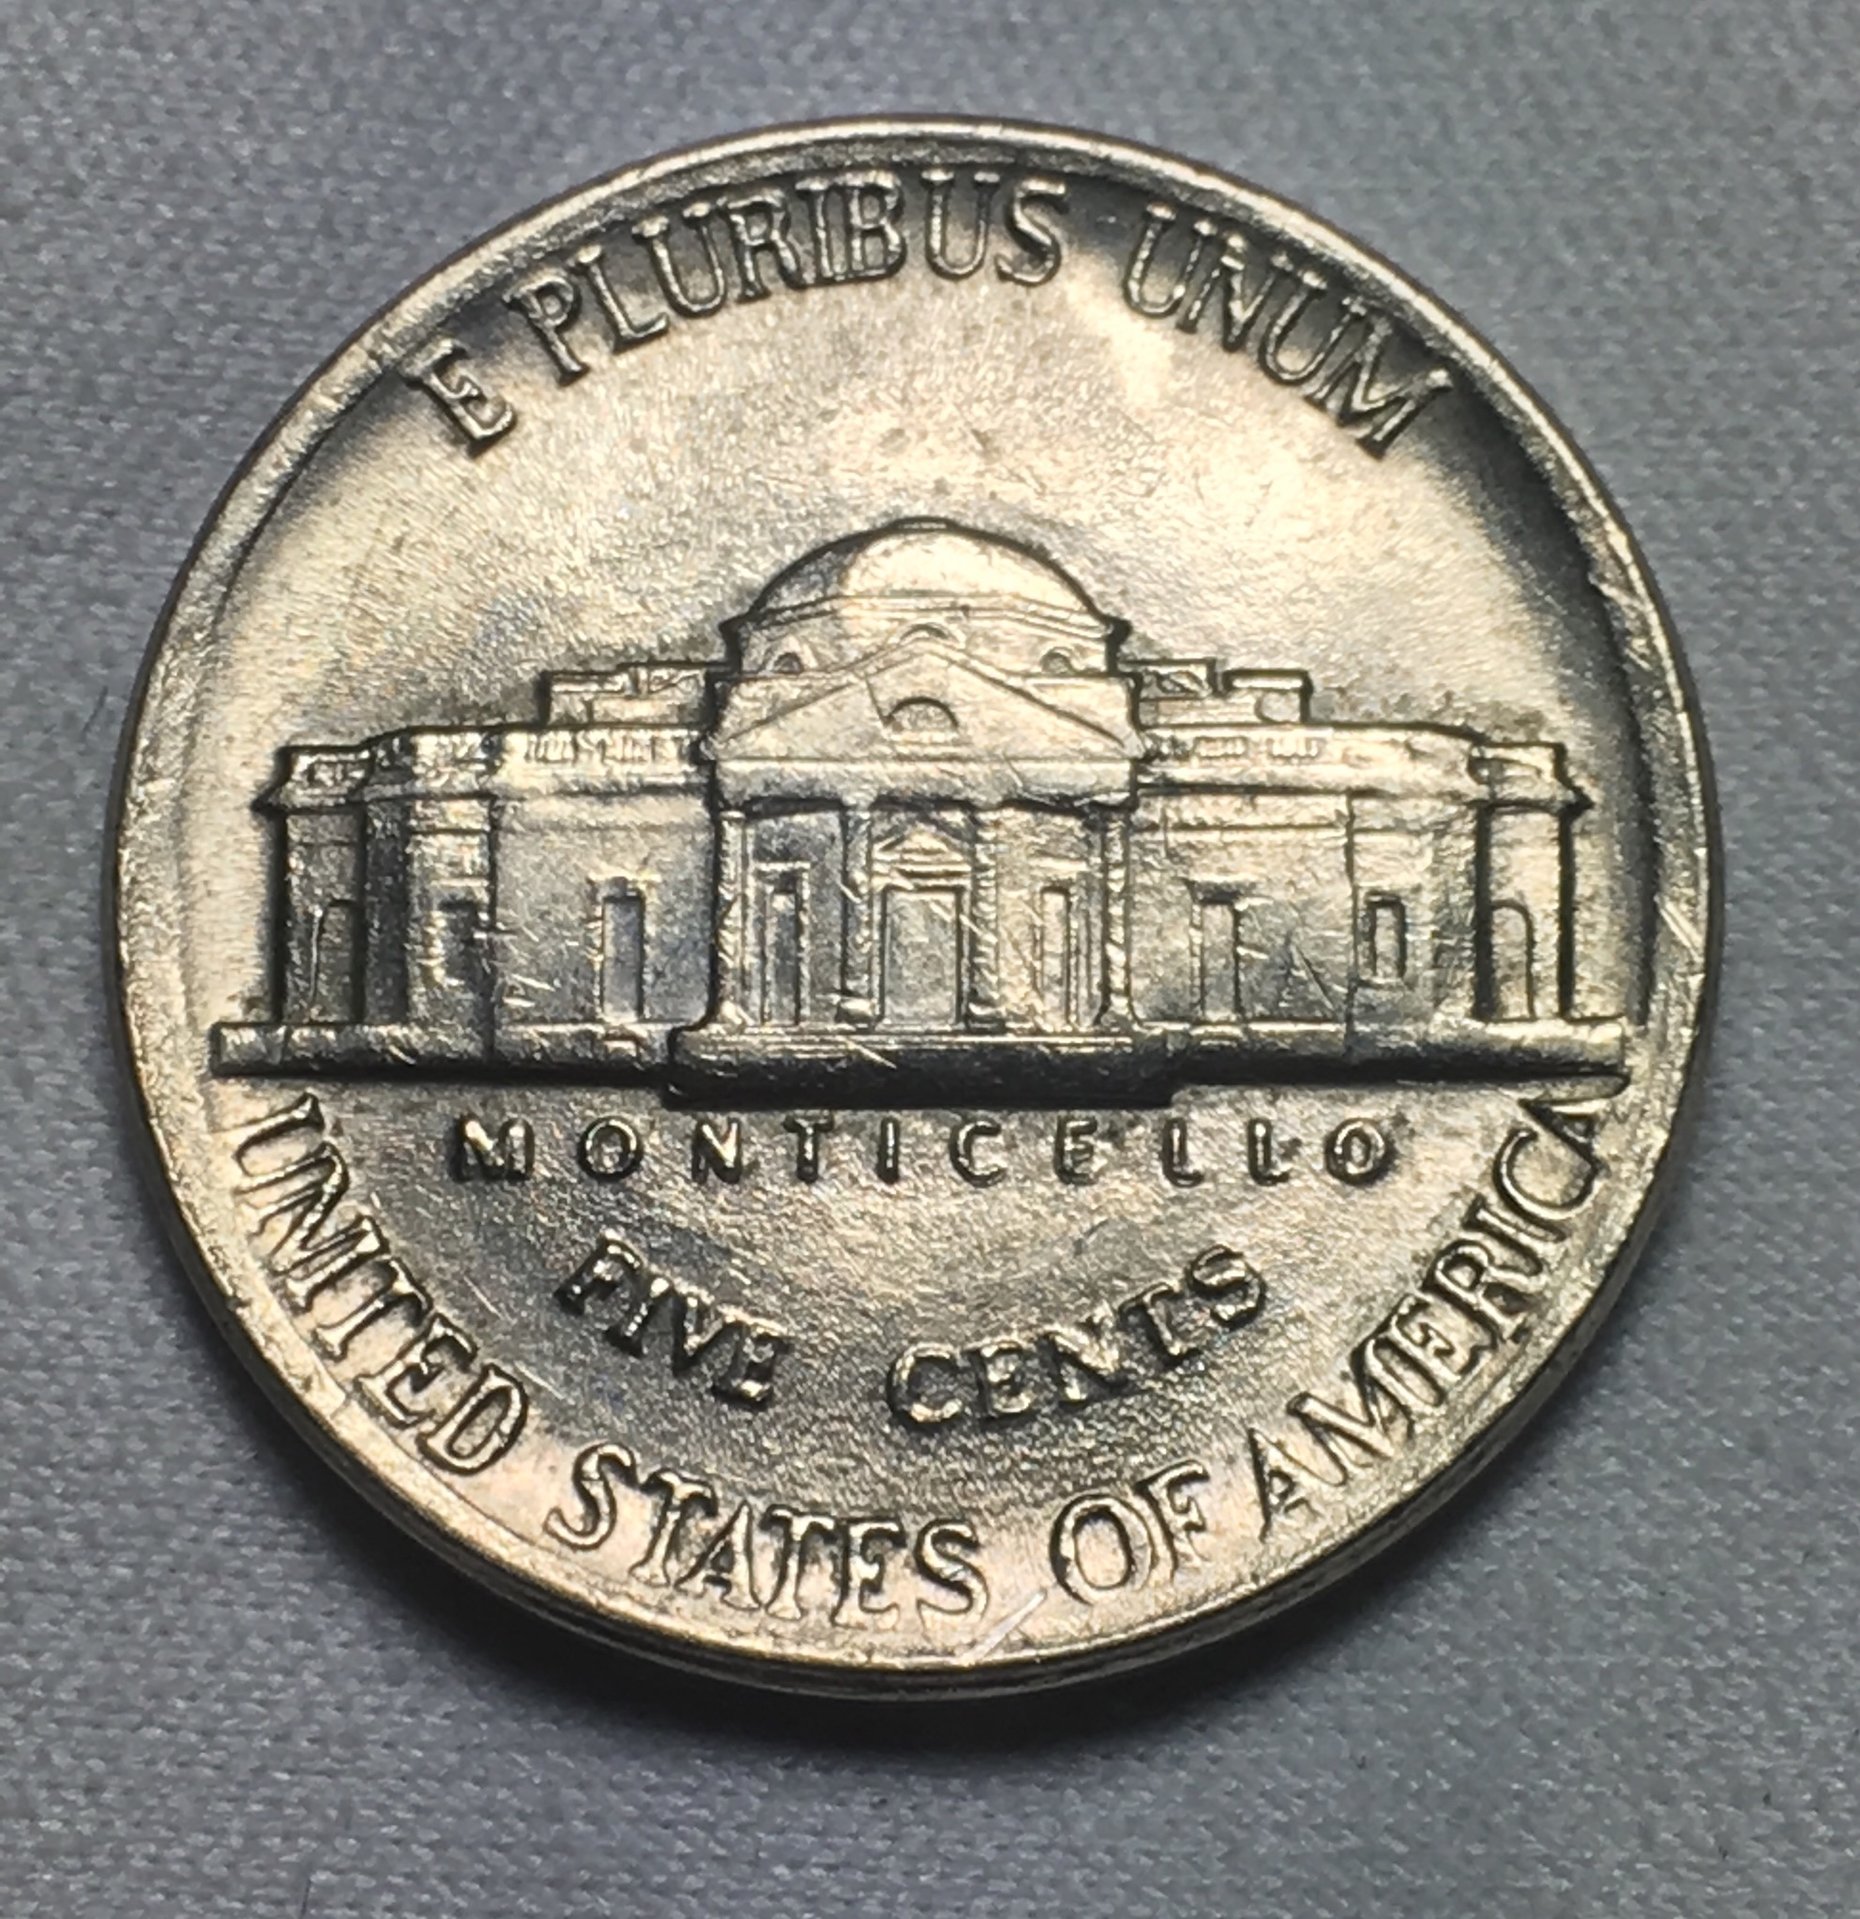 E PLURIBUS UNUM
MONTICELLO
FIVE CENTS
UNITED STATES OF AMERICA